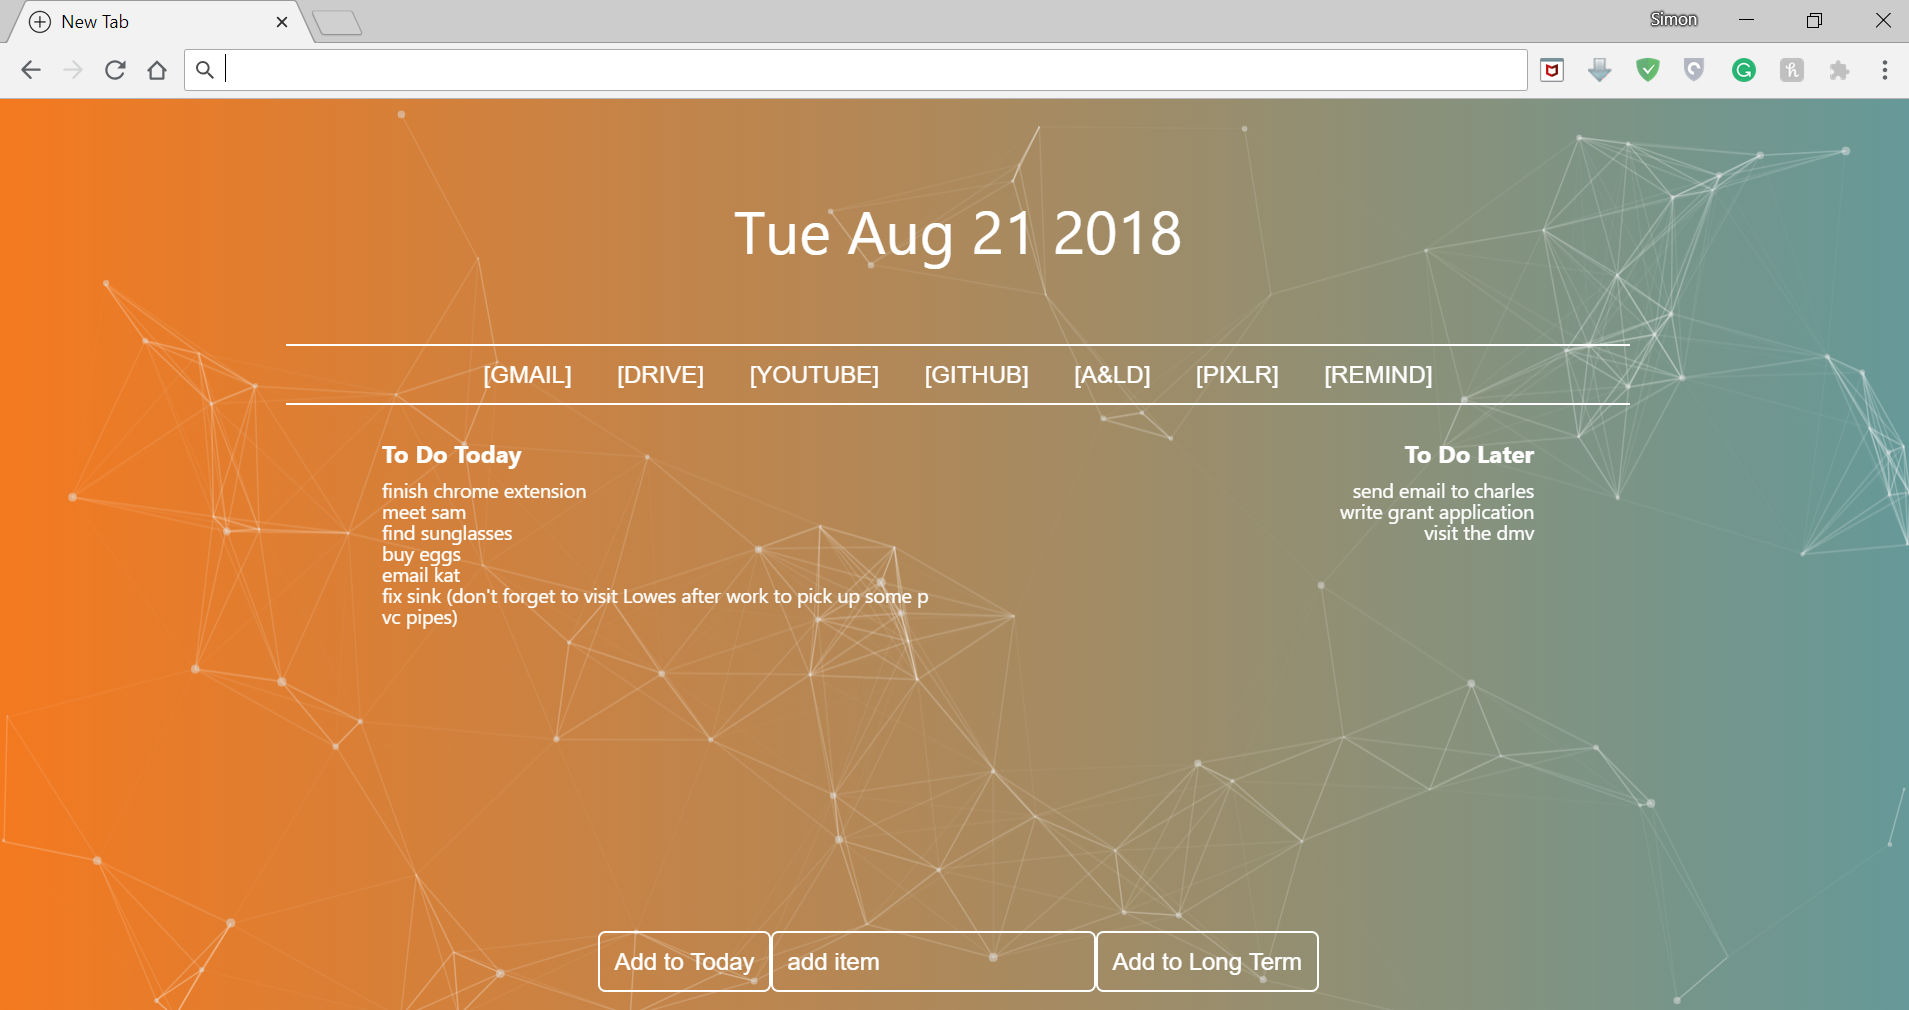 New Tab
Simon
Tue Aug 21 2018
[GMAIL] [DRIVE] [YOUTUBE] [GITHUB] [A&LD] [PIXLR] [REMIND]
To Do Today
finish chrome extension
meet sam
find sunglasses
buy eggs
email kat
fix sink (don't forget to visit Lowes after work to pick up some p
vc pipes)
To Do Later
send email to charles
write grant application
visit the dmv
Add to Today
add item
Add to Long Term